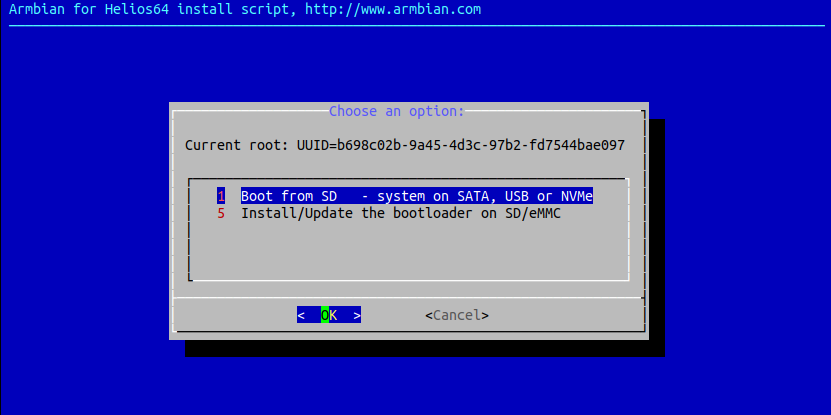 Armbian for Helios64 install script, http://www.armbian.com
Choose an option:
Current root: UUID=b698c02b-9a45-4d3c-97b2-fd7544bae097
1 Boot from SD - system on SATA, USB or NVMe
5 Install/Update the bootloader on SD/eMMC
< OK > <Cancel>